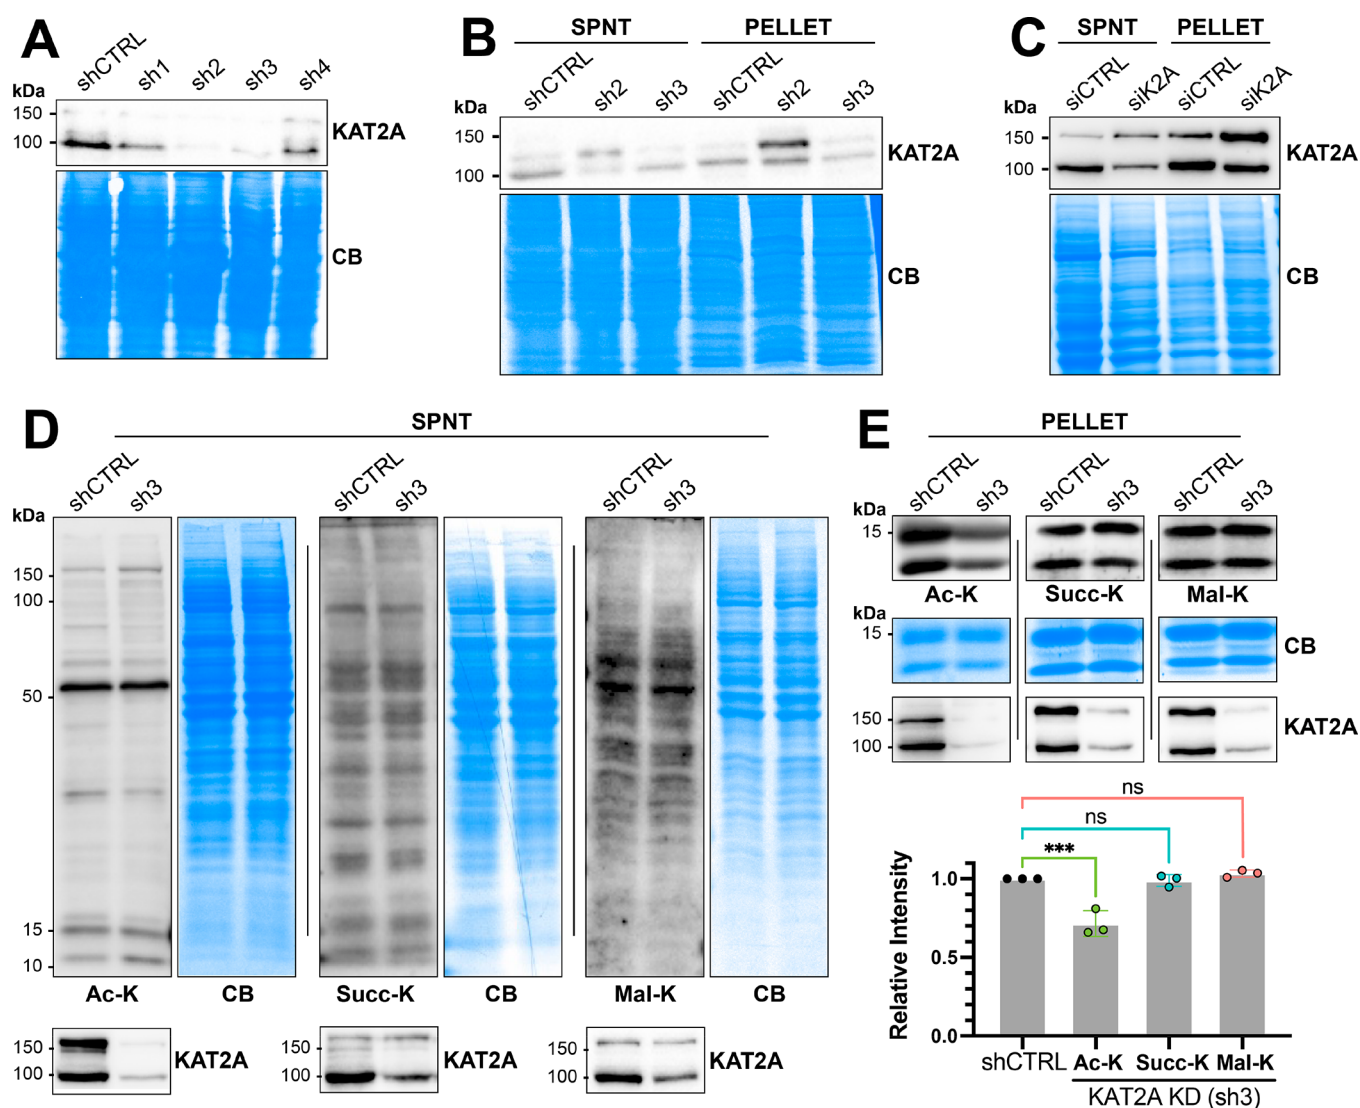 A
shCTRL sh1 sh2 sh3 sh4
kDa
150
100
KAT2A
CB
B
SPNT PELLET
shCTRL sh2 sh3 shCTRL sh2 sh3
kDa
150
100
KAT2A
CB
C
SPNT PELLET
siCTRL siK2A siCTRL siK2A
kDa
150
100
KAT2A
CB
D
SPNT
shCTRL sh3 shCTRL sh3 shCTRL sh3
kDa
150
100
50
15
10
Ac-K CB Succ-K CB Mal-K CB
150
100
KAT2A
150
100
KAT2A
150
100
KAT2A
E
PELLET
shCTRL sh3 shCTRL sh3 shCTRL sh3
kDa
15
Ac-K Succ-K Mal-K
kDa
15
CB
150
100
KAT2A
ns
ns
***
Relative Intensity
1.0
0.5
0.0
shCTRL Ac-K Succ-K Mal-K
KAT2A KD (sh3)